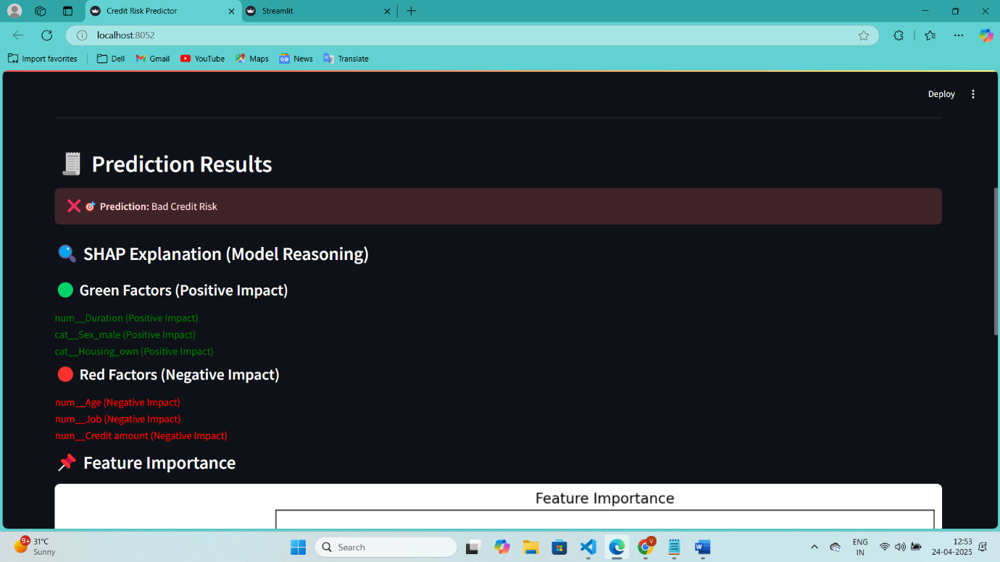 Credit Risk Predictor
Streamlit
localhost:8052
Import favorites
Dell
Gmail
YouTube
Maps
News
Translate
Deploy
Prediction Results
Prediction: Bad Credit Risk
SHAP Explanation (Model Reasoning)
Green Factors (Positive Impact)
num__Duration (Positive Impact)
cat__Sex_male (Positive Impact)
cat__Housing_own (Positive Impact)
Red Factors (Negative Impact)
num__Age (Negative Impact)
num__Job (Negative Impact)
num__Credit amount (Negative Impact)
Feature Importance
Feature Importance
9+
31°C
Sunny
Search
V
W
ENG
IN
12:53
24-04-2025